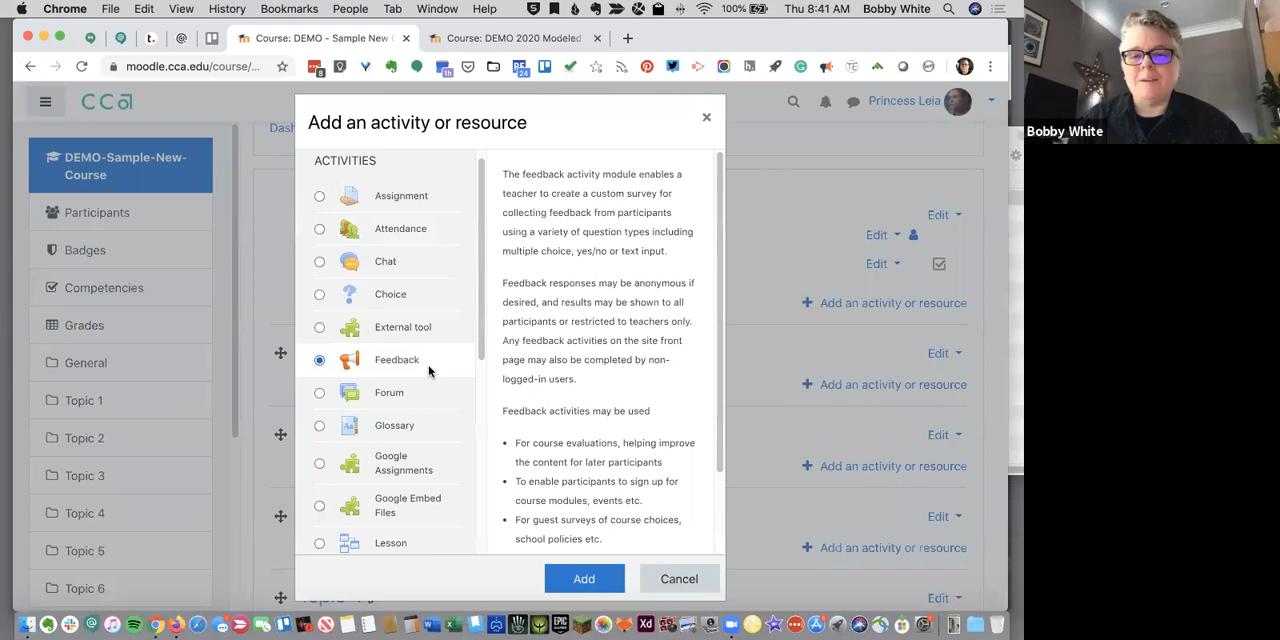 Chrome File Edit View History Bookmarks People Tab Window Help 100% Thu 8:41 AM Bobby White
Course: DEMO - Sample New C Course: DEMO 2020 Modeled
moodle.cca.edu/course/...
CCA Princess Leia
Dash
DEMO-Sample-New-
Course
Participants
Badges
Competencies
Grades
General
Topic 1
Topic 2
Topic 3
Topic 4
Topic 5
Topic 6
Add an activity or resource
×
ACTIVITIES
Assignment
Attendance
Chat
Choice
External tool
Feedback
Forum
Glossary
Google
Assignments
Google Embed
Files
Lesson
The feedback activity module enables a
teacher to create a custom survey for
collecting feedback from participants
using a variety of question types including
multiple choice, yes/no or text input.
Feedback responses may be anonymous if
desired, and results may be shown to all
participants or restricted to teachers only.
Any feedback activities on the site front
page may also be completed by non-
logged-in users.
Feedback activities may be used
• For course evaluations, helping improve
the content for later participants
• To enable participants to sign up for
course modules, events etc.
• For guest surveys of course choices,
school policies etc.
Add Cancel
Edit
Edit
Edit
+ Add an activity or resource
Edit
+ Add an activity or resource
Edit
+ Add an activity or resource
Edit
+ Add an activity or resource
Edit
Bobby White